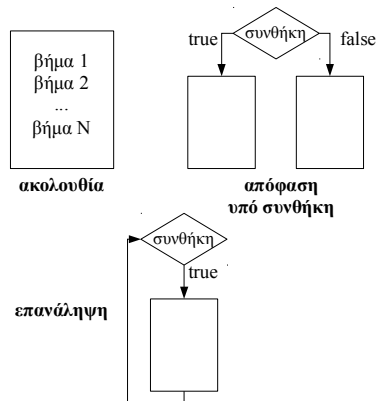 βήμα 1
βήμα 2
...
βήμα Ν
ακολουθία
true
συνθήκη
false
απόφαση
υπό συνθήκη
συνθήκη
true
επανάληψη